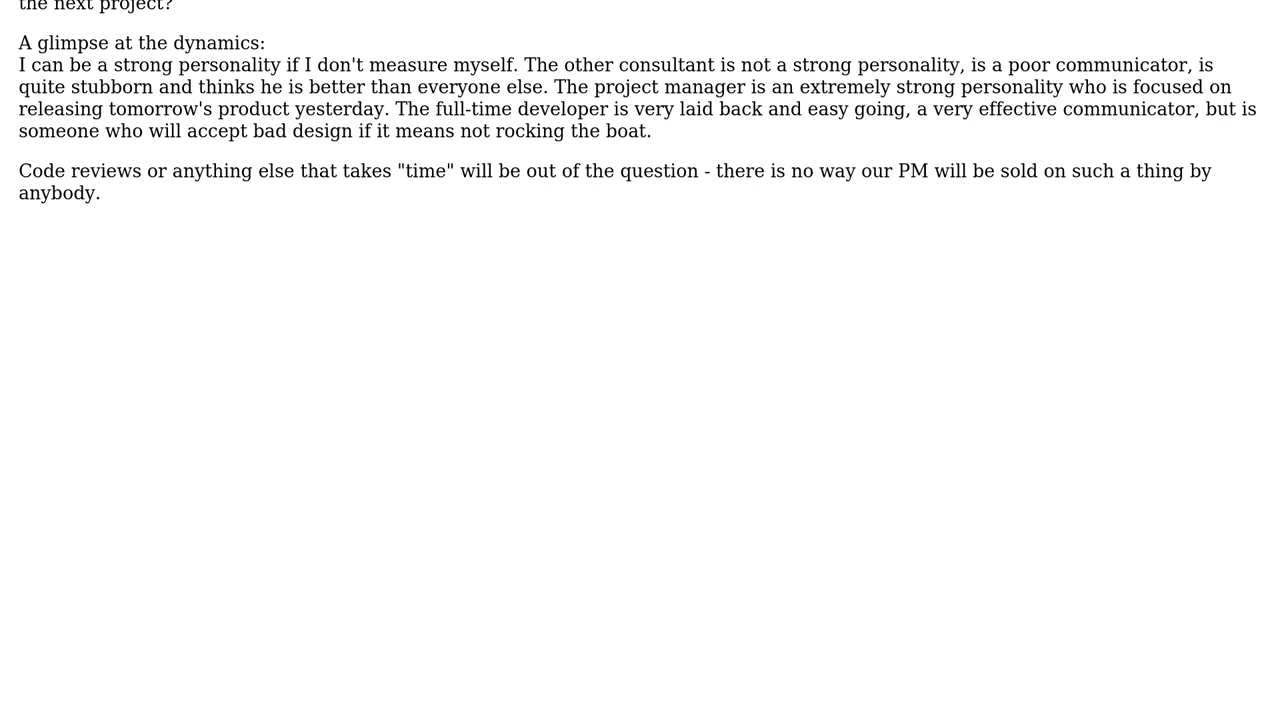 the next project?
A glimpse at the dynamics:
I can be a strong personality if I don't measure myself. The other consultant is not a strong personality, is a poor communicator, is
quite stubborn and thinks he is better than everyone else. The project manager is an extremely strong personality who is focused on
releasing tomorrow's product yesterday. The full-time developer is very laid back and easy going, a very effective communicator, but is
someone who will accept bad design if it means not rocking the boat.
Code reviews or anything else that takes "time" will be out of the question - there is no way our PM will be sold on such a thing by
anybody.